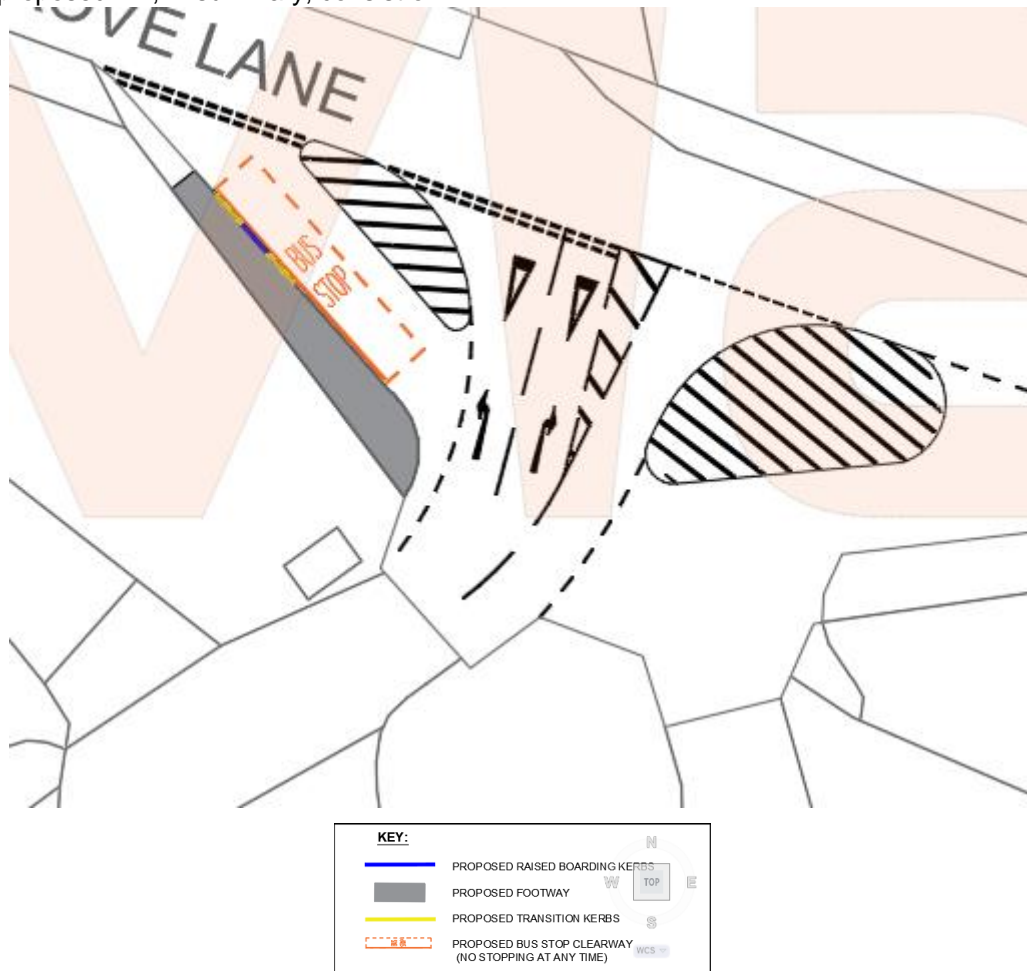 LANE
BUS
STOP
KEY:
PROPOSED RAISED BOARDING KERBS
PROPOSED FOOTWAY
PROPOSED TRANSITION KERBS
PROPOSED BUS STOP CLEARWAY
(NO STOPPING AT ANY TIME)
N
W
TOP
E
S
WCS